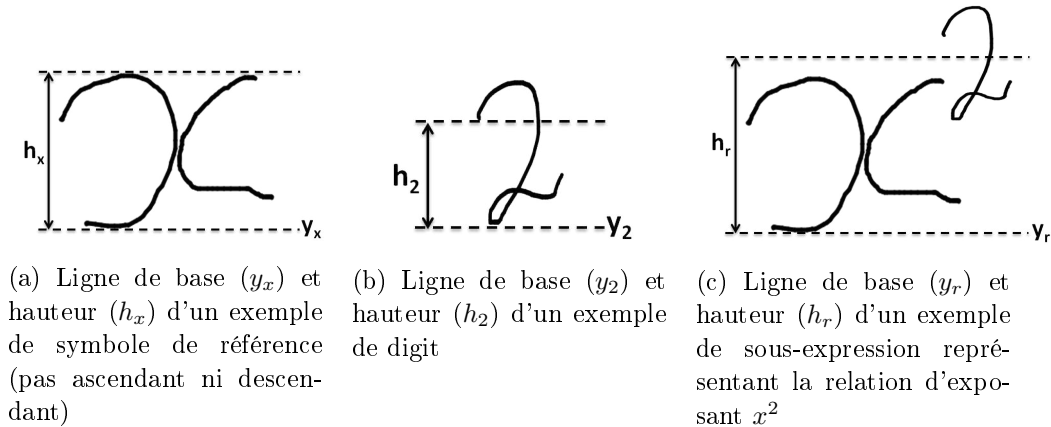 hₓ
yₓ
h₂
y₂
2
hᵣ
yᵣ
x
x 2
(a) Ligne de base (yₓ) et
hauteur (hₓ) d'un exemple
de symbole de référence
(pas ascendant ni descen-
dant)
(b) Ligne de base (y₂) et
hauteur (h₂) d'un exemple
de digit
(c) Ligne de base (yᵣ) et
hauteur (hᵣ) d'un exemple
de sous-expression repré-
sentant la relation d'expo-
sant x²